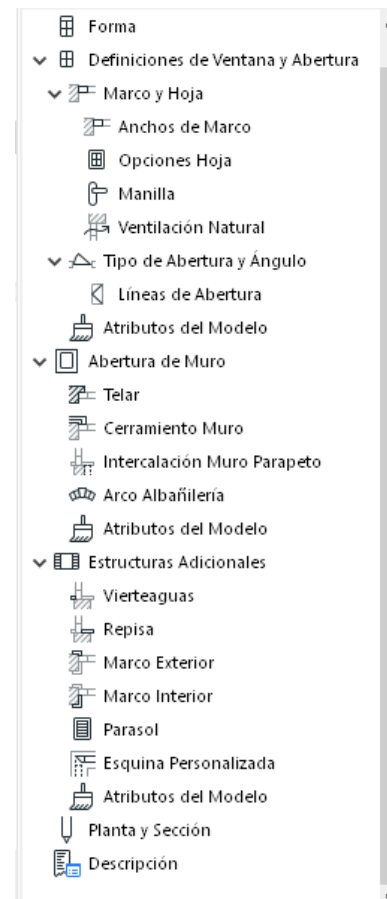 Forma
Definiciones de Ventana y Abertura
Marco y Hoja
Anchos de Marco
Opciones Hoja
Manilla
Ventilación Natural
Tipo de Abertura y Ángulo
Líneas de Abertura
Atributos del Modelo
Abertura de Muro
Telar
Cerramiento Muro
Intercalación Muro Parapeto
Arco Albañilería
Atributos del Modelo
Estructuras Adicionales
Vierteaguas
Repisa
Marco Exterior
Marco Interior
Parasol
Esquina Personalizada
Atributos del Modelo
Planta y Sección
Descripción